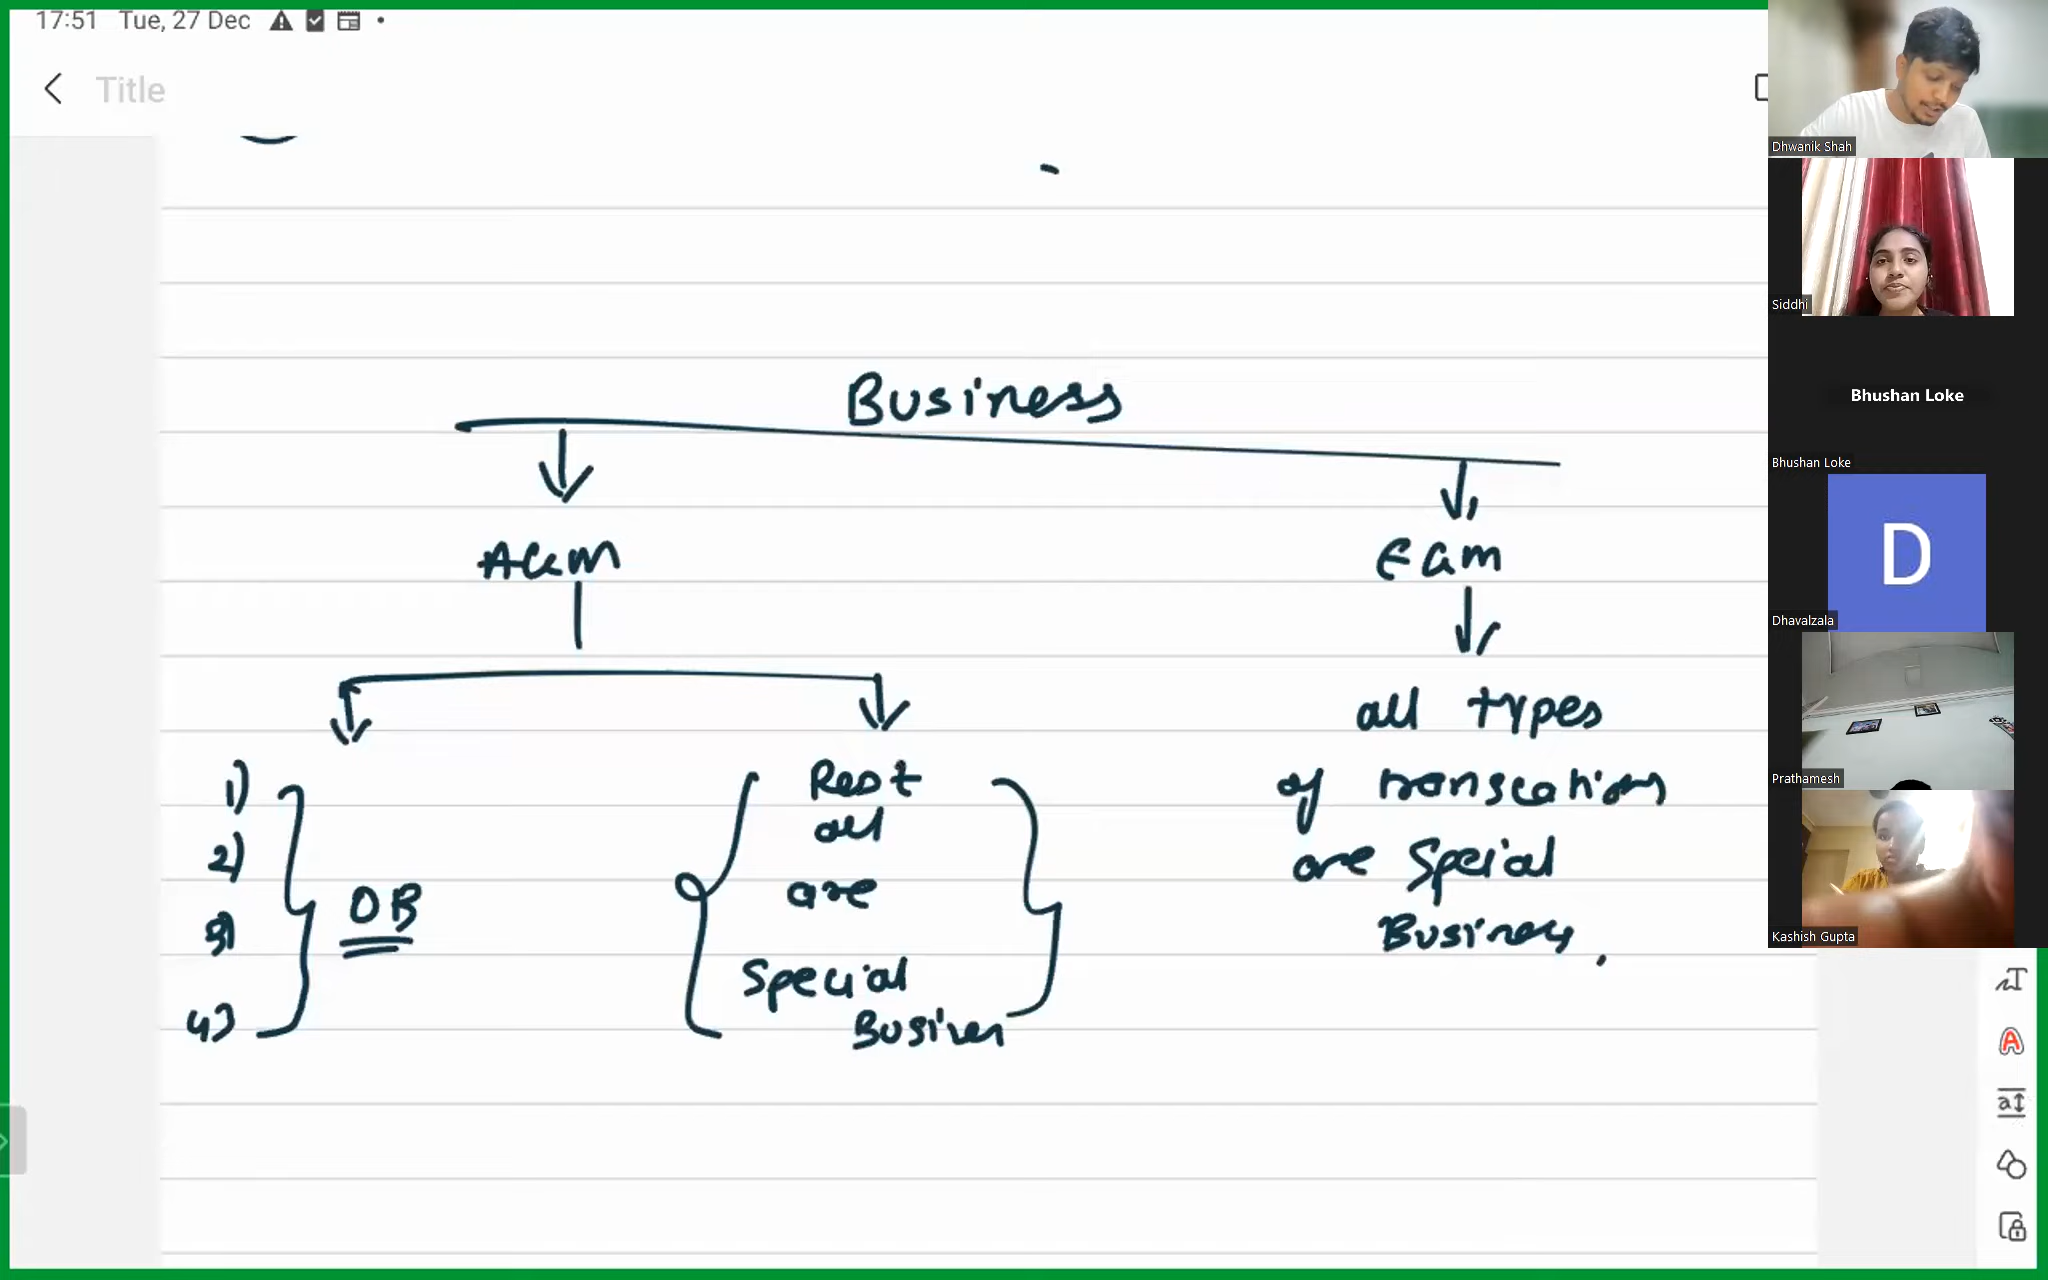 17:51 Tue, 27 Dec
Title
Business
AGM
EGM
1)
2)
3)
4)
OB
Rest
all
are
Special
Business
all types
of transcations
are Special
Business.
Dhwanik Shah
Siddhi
Bhushan Loke
Bhushan Loke
D
Dhavalzala
Prathamesh
Kashish Gupta